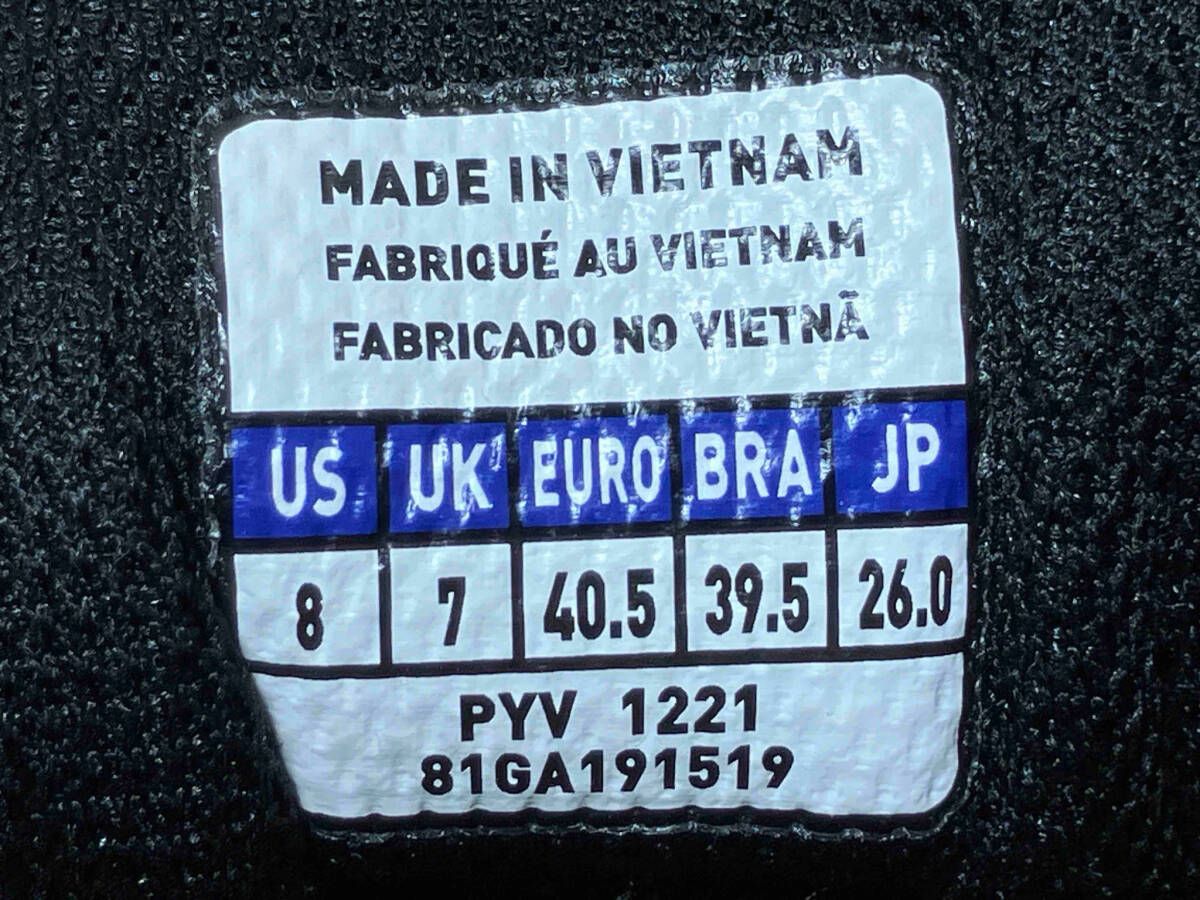 MADE IN VIETNAM
FABRIQUÉ AU VIETNAM
FABRICADO NO VIETNÃ
US UK EURO BRA JP
8 7 40.5 39.5 26.0
PYV 1221
81GA191519